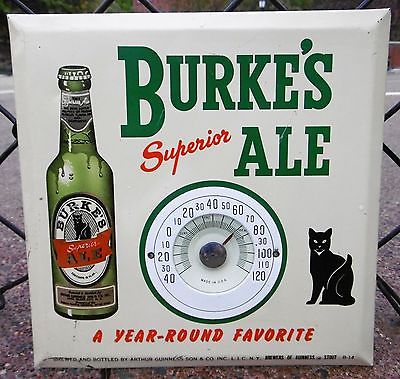 BURKE'S
Superior ALE
BURKE'S
Superior
ALE
0 10 20 30 40 50 60 70 80 90 100 110 120
10 20 30 40
MADE IN U.S.A.
A YEAR-ROUND FAVORITE
BREWED AND BOTTLED BY ARTHUR GUINNESS SON & CO. INC. L.I.C. N.Y. BREWERS OF GUINNESS STOUT R-14